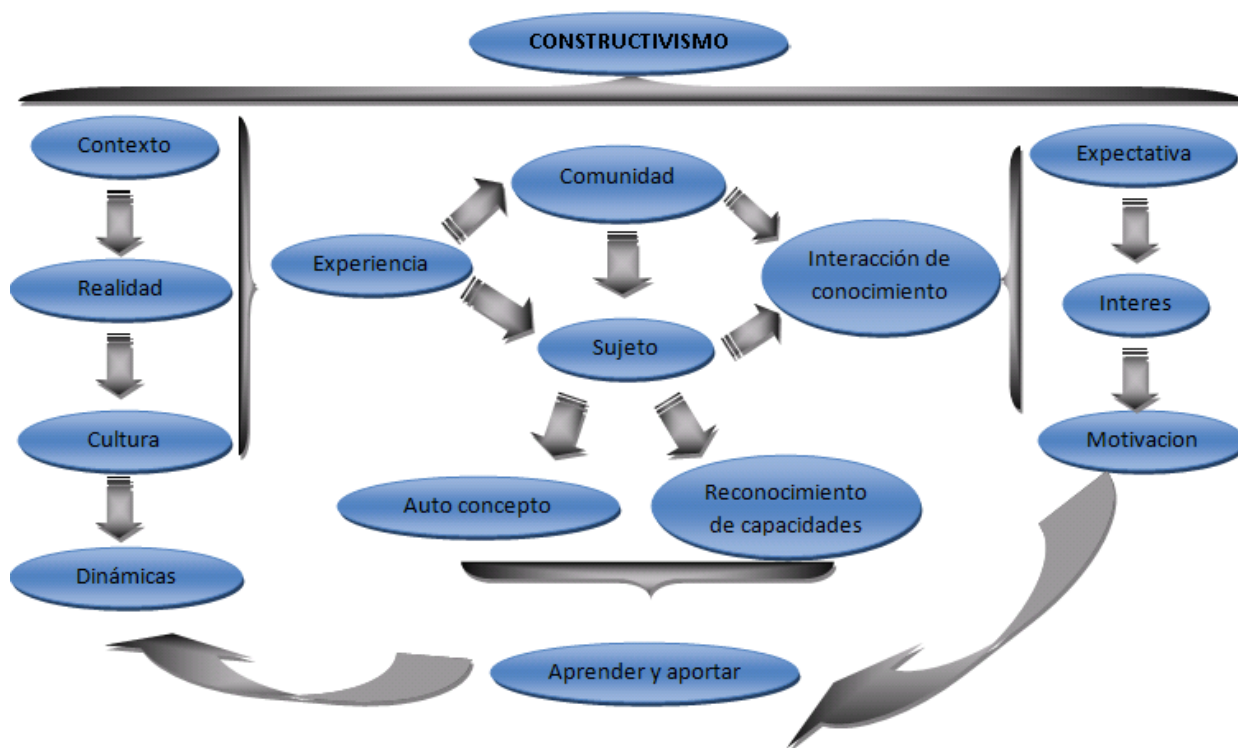 CONSTRUCTIVISMO
Contexto
Realidad
Cultura
Dinámicas
Experiencia
Comunidad
Sujeto
Interacción de
conocimiento
Auto concepto
Reconocimiento
de capacidades
Aprender y aportar
Expectativa
Interes
Motivacion